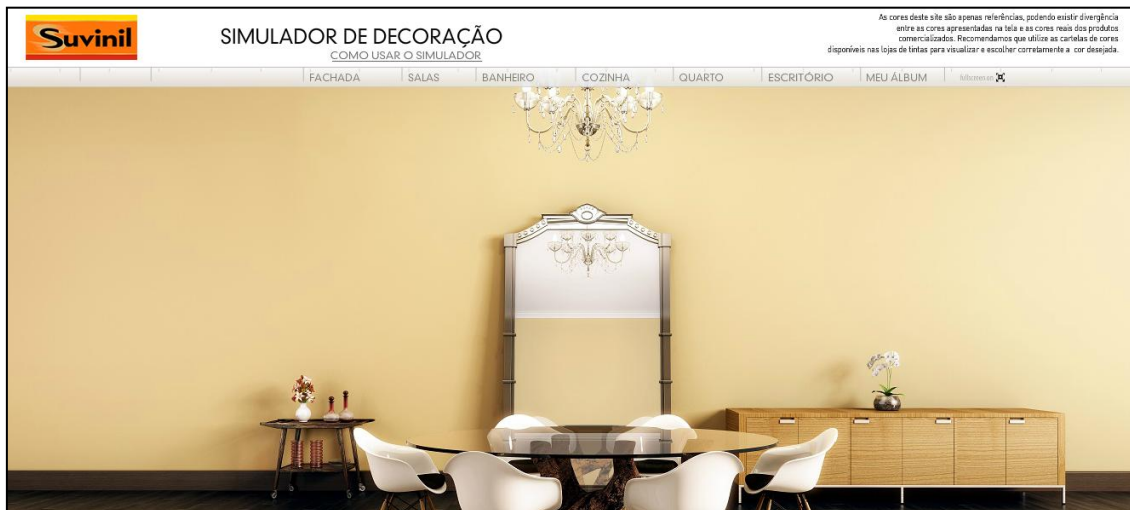 Suvinil
SIMULADOR DE DECORAÇÃO
COMO USAR O SIMULADOR
As cores deste site são apenas referências, podendo existir divergência
entre as cores apresentadas na tela e as cores reais dos produtos
comercializados. Recomendamos que utilize as cartelas de cores
disponíveis nas lojas de tintas para visualizar e escolher corretamente a cor desejada.
FACHADA SALAS BANHEIRO COZINHA QUARTO ESCRITÓRIO MEU ÁLBUM